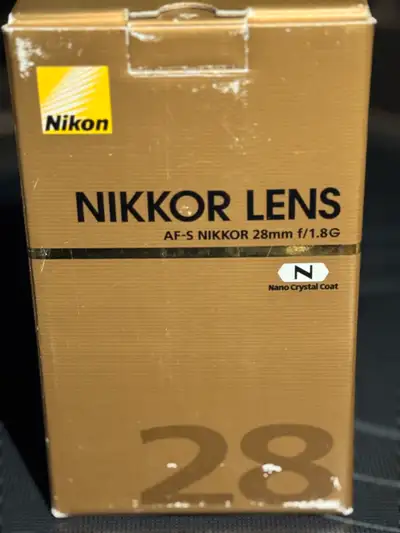 Nikon
NIKKOR LENS
AF-S NIKKOR 28mm f/1.8G
N
Nano Crystal Coat
28